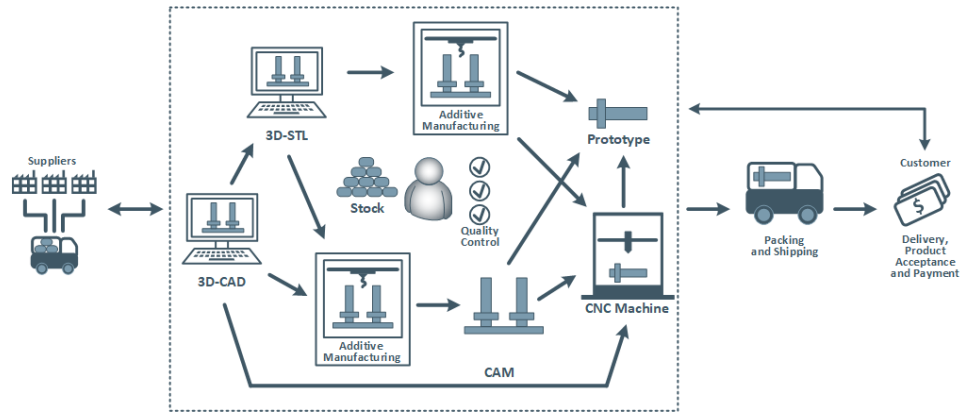 Suppliers
3D-STL
Additive
Manufacturing
Prototype
Stock
Quality
Control
3D-CAD
Additive
Manufacturing
CAM
CNC Machine
Packing
and Shipping
Customer
$
Delivery,
Product
Acceptance
and Payment